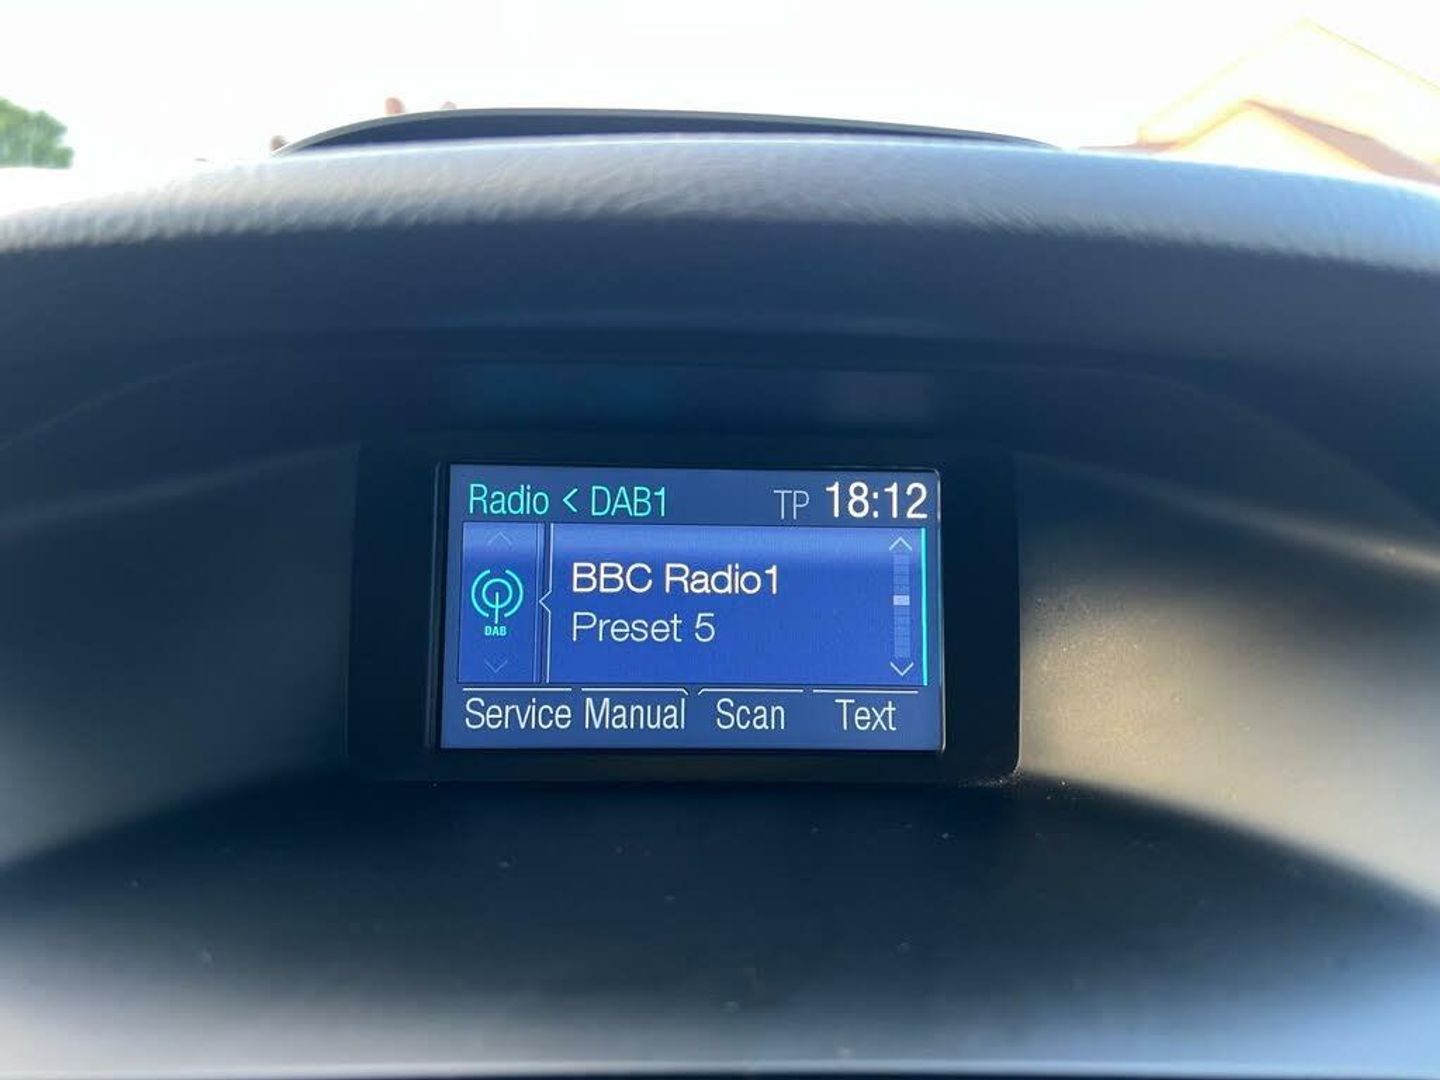 Radio < DAB1 TP 18:12
BBC Radio1
DAB
Preset 5
Service Manual Scan Text